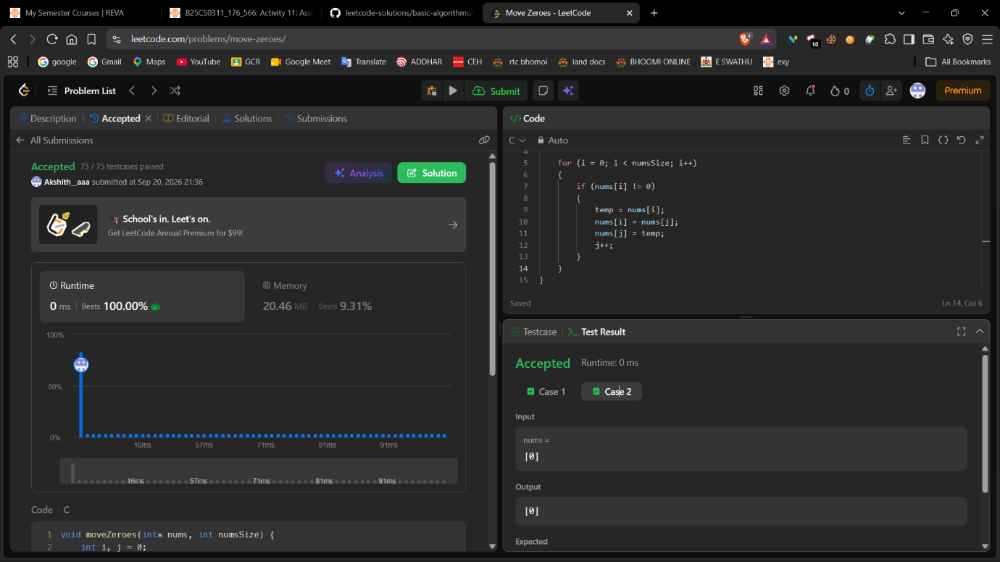 My Semester Courses | REVA
B25CS0311_176_566: Activity 11: Ass
leetcode-solutions/basic-algorithms/
Move Zeroes - LeetCode
leetcode.com/problems/move-zeroes/
4
10
google
Gmail
Maps
YouTube
GCR
Google Meet
Translate
ADDHAR
CEH
rtc bhomoi
land docs
BHOOMI ONLINE
E SWATHU
exy
All Bookmarks
Problem List
Submit
0
Premium
Description
Accepted
Editorial
Solutions
Submissions
All Submissions
Accepted 75 / 75 testcases passed
Akshith__aaa submitted at Sep 20, 2026 21:36
Analysis
Solution
School's in. Leet's on.
Get LeetCode Annual Premium for $99!
Runtime
0 ms | Beats 100.00%
Memory
20.46 MB | Beats 9.31%
100%
50%
0%
16ms 57ms 71ms 81ms 91ms
16ms 57ms 71ms 81ms 91ms
Code | C
1 void moveZeroes(int* nums, int numsSize) {
2 int i, j = 0;
</> Code
C Auto
4
5 for (i = 0; i < numsSize; i++)
6 {
7 if (nums[i] != 0)
8 {
9 temp = nums[i];
10 nums[i] = nums[j];
11 nums[j] = temp;
12 j++;
13 }
14 }
15 }
Saved
Ln 14, Col 6
Testcase
>_ Test Result
Accepted Runtime: 0 ms
Case 1
Case 2
Input
nums =
[0]
Output
[0]
Expected